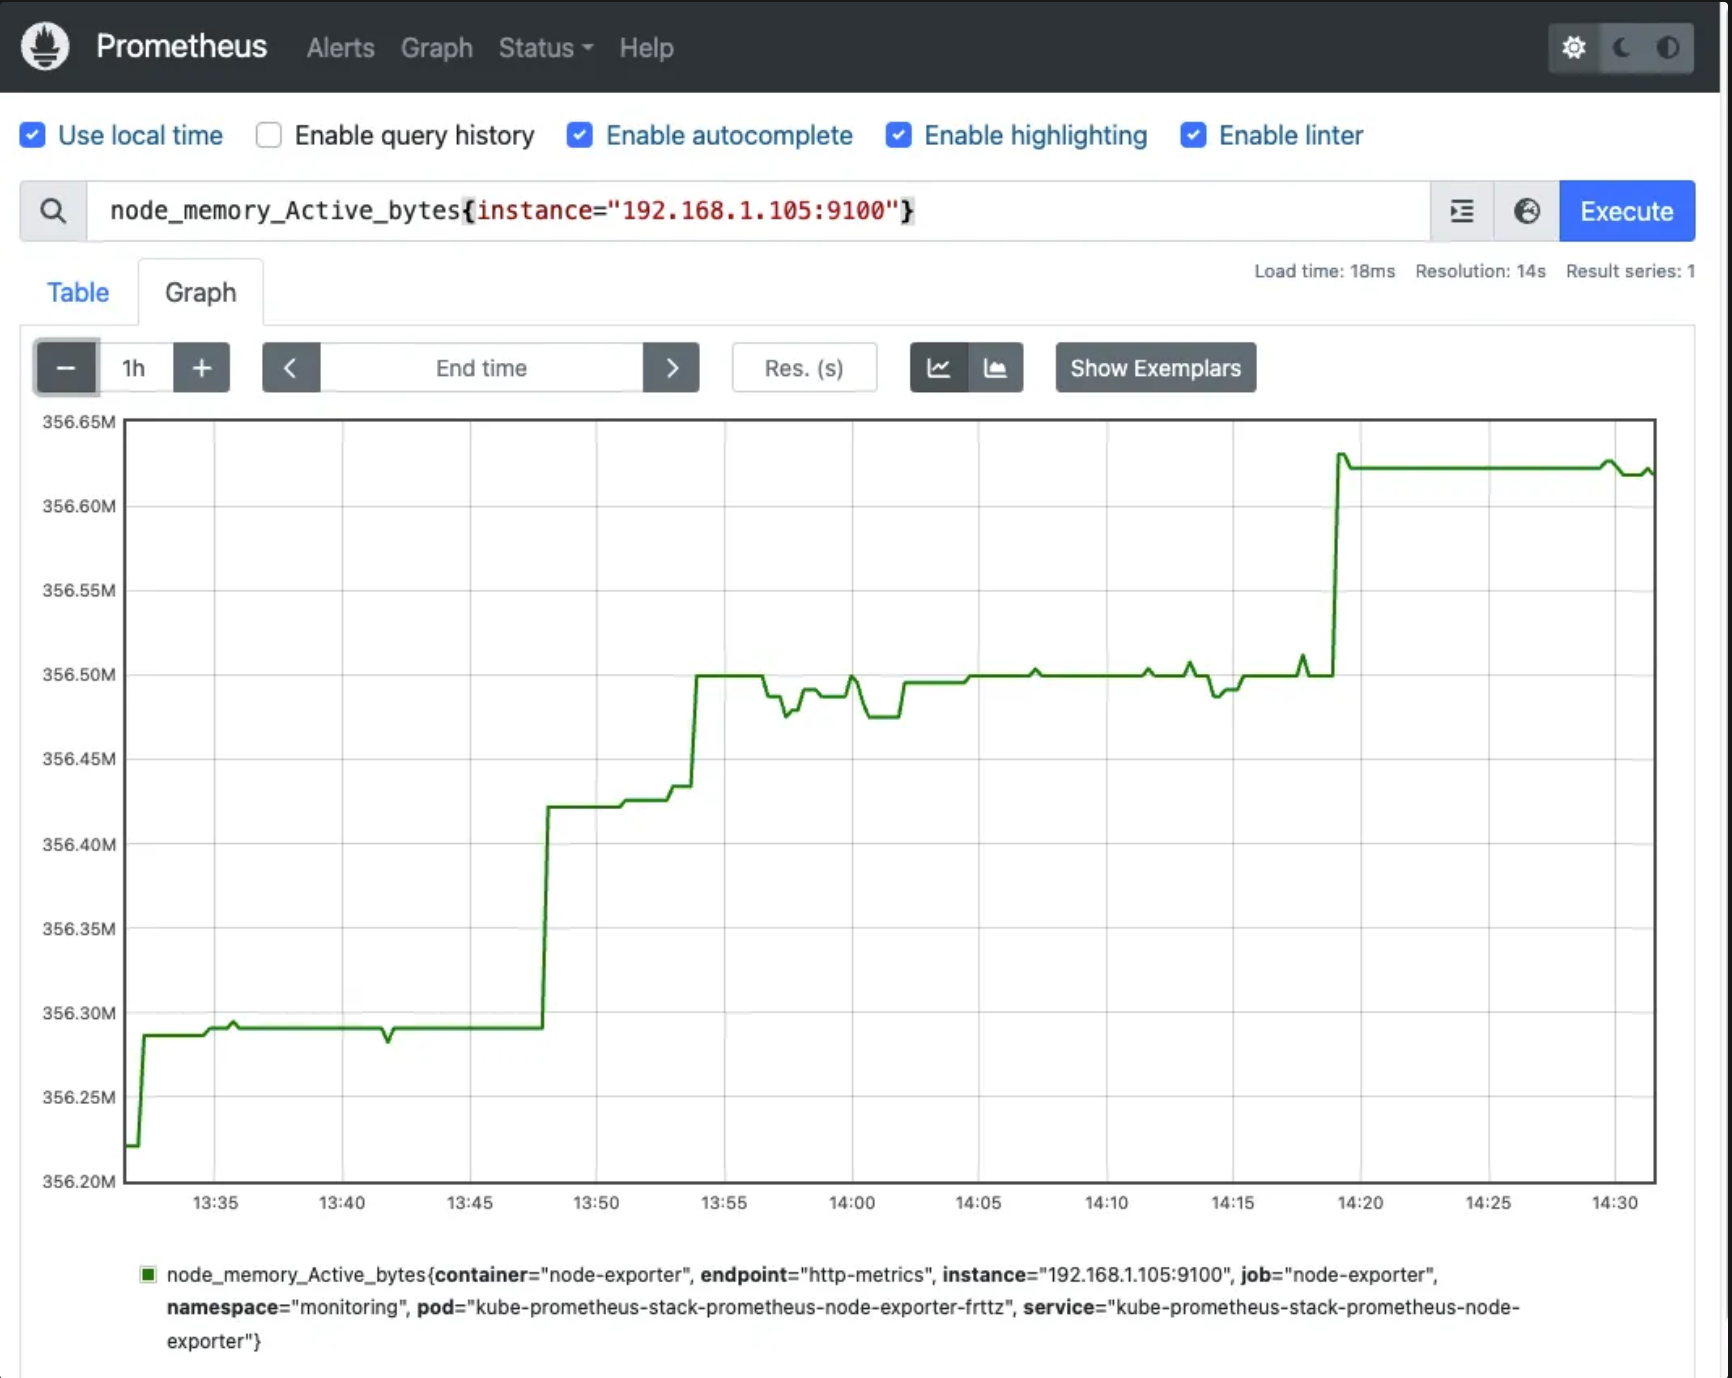 Prometheus Alerts Graph Status Help
Use local time Enable query history Enable autocomplete Enable highlighting Enable linter
node_memory_Active_bytes{instance="192.168.1.105:9100"} Execute
Load time: 18ms Resolution: 14s Result series: 1
Table Graph
1h End time Res. (s) Show Exemplars
356.65M
356.60M
356.55M
356.50M
356.45M
356.40M
356.35M
356.30M
356.25M
356.20M
13:35 13:40 13:45 13:50 13:55 14:00 14:05 14:10 14:15 14:20 14:25 14:30
node_memory_Active_bytes{container="node-exporter", endpoint="http-metrics", instance="192.168.1.105:9100", job="node-exporter",
namespace="monitoring", pod="kube-prometheus-stack-prometheus-node-exporter-frttz", service="kube-prometheus-stack-prometheus-node-
exporter"}